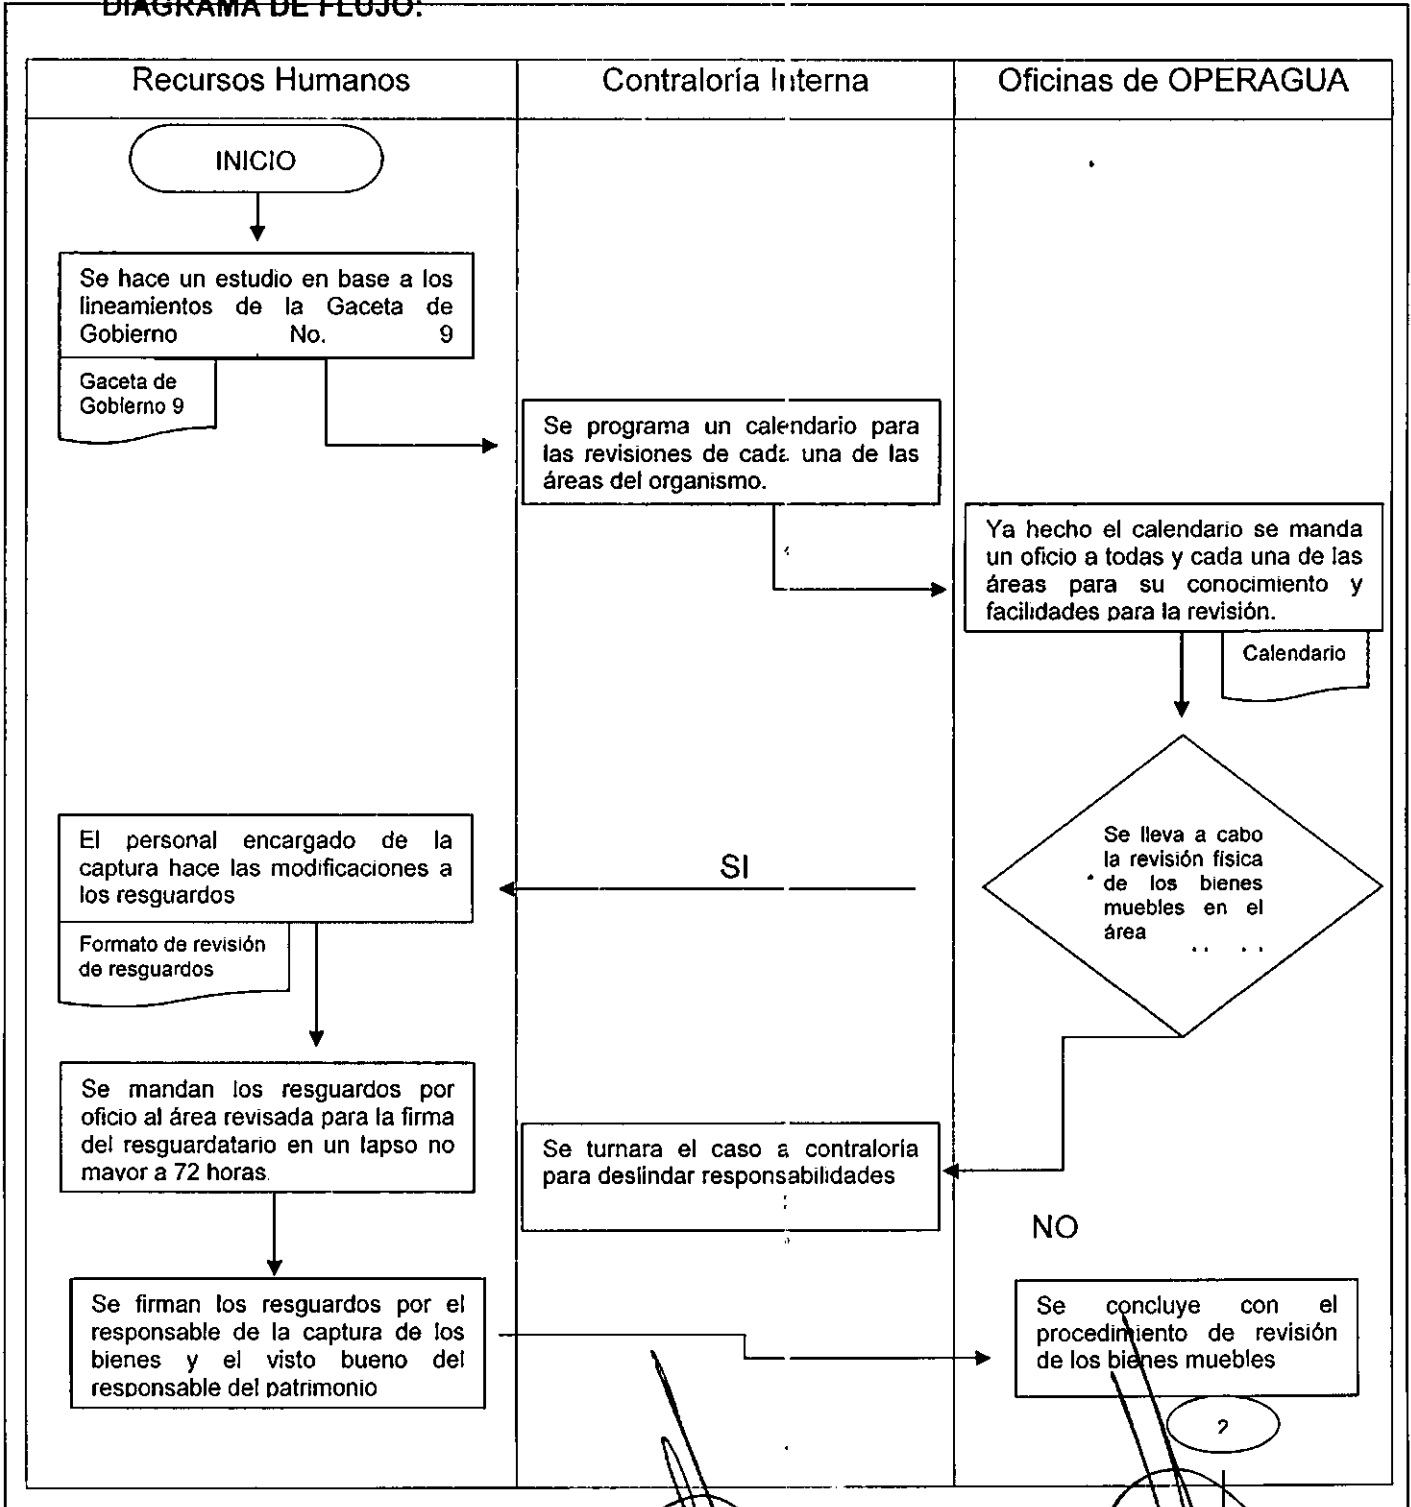 DIAGRAMA DE FLUJO:
Recursos Humanos
Contraloría Interna
Oficinas de OPERAGUA
INICIO
Se hace un estudio en base a los
lineamientos de la Gaceta de
Gobierno No. 9
Gaceta de
Gobierno 9
Se programa un calendario para
las revisiones de cada una de las
áreas del organismo.
Ya hecho el calendario se manda
un oficio a todas y cada una de las
áreas para su conocimiento y
facilidades para la revisión.
Calendario
Se lleva a cabo
la revisión física
de los bienes
muebles en el
área
SI
El personal encargado de la
captura hace las modificaciones a
los resguardos
Formato de revisión
de resguardos
Se mandan los resguardos por
oficio al área revisada para la firma
del resguardatario en un lapso no
mayor a 72 horas.
Se turnara el caso a contraloría
para deslindar responsabilidades
NO
Se firman los resguardos por el
responsable de la captura de los
bienes y el visto bueno del
responsable del patrimonio
Se concluye con el
procedimiento de revisión
de los bienes muebles
2